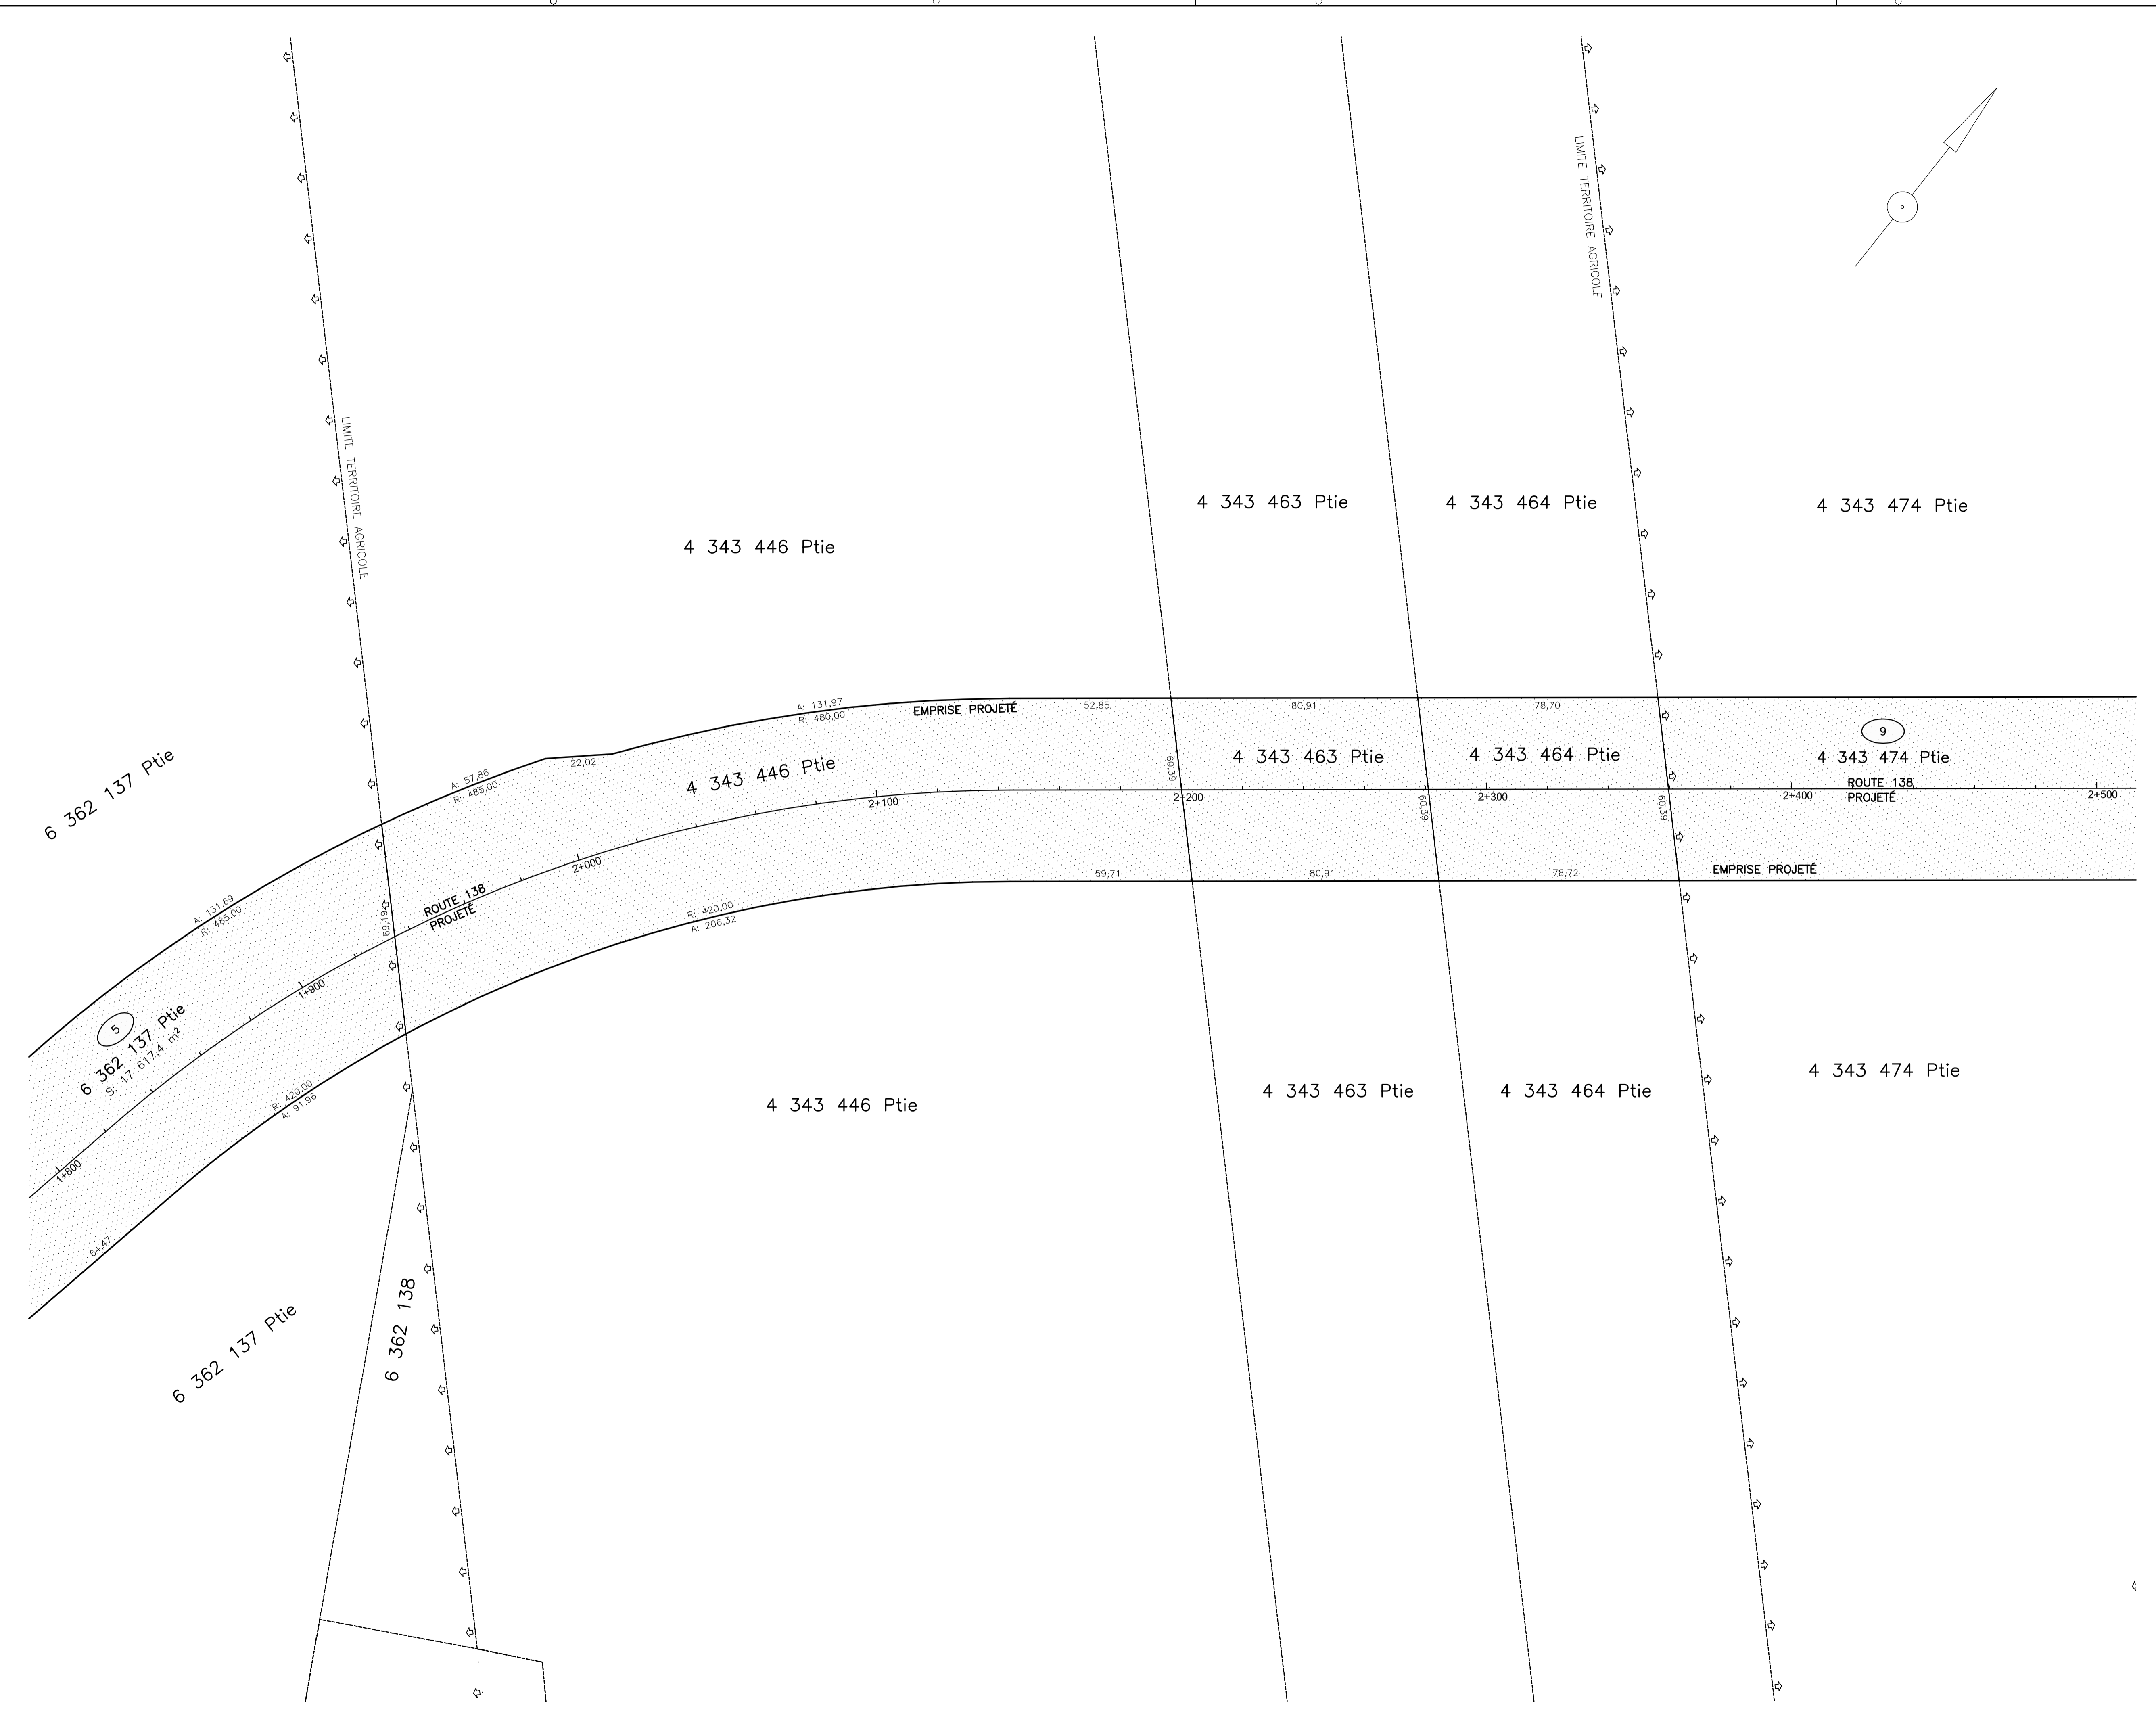 LIMITE TERRITOIRE AGRICOLE
LIMITE TERRITOIRE AGRICOLE
4 343 446 Ptie
4 343 463 Ptie
4 343 464 Ptie
4 343 474 Ptie
6 362 137 Ptie
A: 131,69
R: 485,00
A: 57,86
R: 485,00
22,02
A: 131,97
R: 480,00
EMPRISE PROJETÉ
52,85
80,91
78,70
60,39
60,39
60,39
61,69
4 343 446 Ptie
4 343 463 Ptie
4 343 464 Ptie
9
4 343 474 Ptie
ROUTE 138,
PROJETÉ
ROUTE 138
PROJETÉ
1+800
1+900
2+000
2+100
2+200
2+300
2+400
2+500
5
6 362 137 Ptie
S: 17 617,4 m²
R: 420,00
A: 91,96
64,47
R: 420,00
A: 206,32
59,71
80,91
78,72
EMPRISE PROJETÉ
6 362 137 Ptie
6 362 138
4 343 446 Ptie
4 343 463 Ptie
4 343 464 Ptie
4 343 474 Ptie